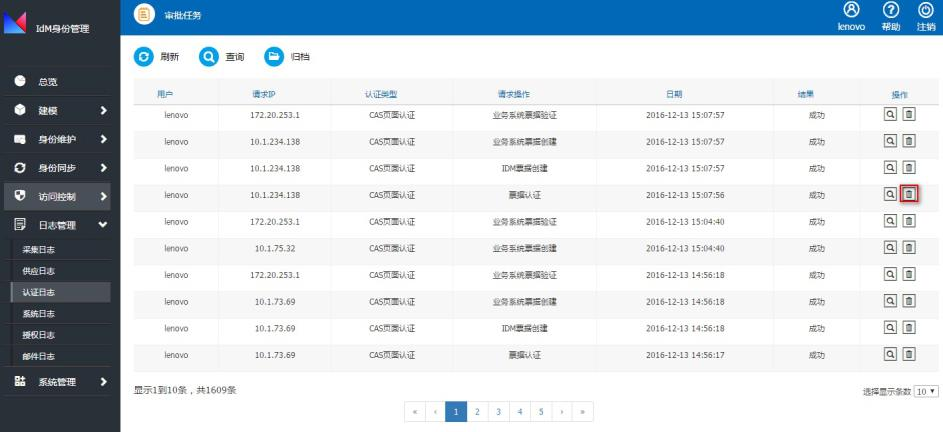 IdM身份管理
审批任务
lenovo 帮助 注销
刷新 查询 归档
总览
建模
身份维护
身份同步
访问控制
日志管理
采集日志
供应日志
认证日志
系统日志
授权日志
邮件日志
系统管理
用户 请求IP 认证类型 请求操作 日期 结果 操作
lenovo 172.20.253.1 CAS页面认证 业务系统票据验证 2016-12-13 15:07:57 成功
lenovo 10.1.234.138 CAS页面认证 业务系统票据创建 2016-12-13 15:07:57 成功
lenovo 10.1.234.138 CAS页面认证 IDM票据创建 2016-12-13 15:07:57 成功
lenovo 10.1.234.138 CAS页面认证 票据认证 2016-12-13 15:07:56 成功
lenovo 172.20.253.1 CAS页面认证 业务系统票据验证 2016-12-13 15:04:40 成功
lenovo 10.1.75.32 CAS页面认证 业务系统票据创建 2016-12-13 15:04:40 成功
lenovo 172.20.253.1 CAS页面认证 业务系统票据验证 2016-12-13 14:56:18 成功
lenovo 10.1.73.69 CAS页面认证 业务系统票据创建 2016-12-13 14:56:18 成功
lenovo 10.1.73.69 CAS页面认证 IDM票据创建 2016-12-13 14:56:18 成功
lenovo 10.1.73.69 CAS页面认证 票据认证 2016-12-13 14:56:17 成功
显示1到10条，共1609条 选择显示条数 10
« ‹ 1 2 3 4 5 › »